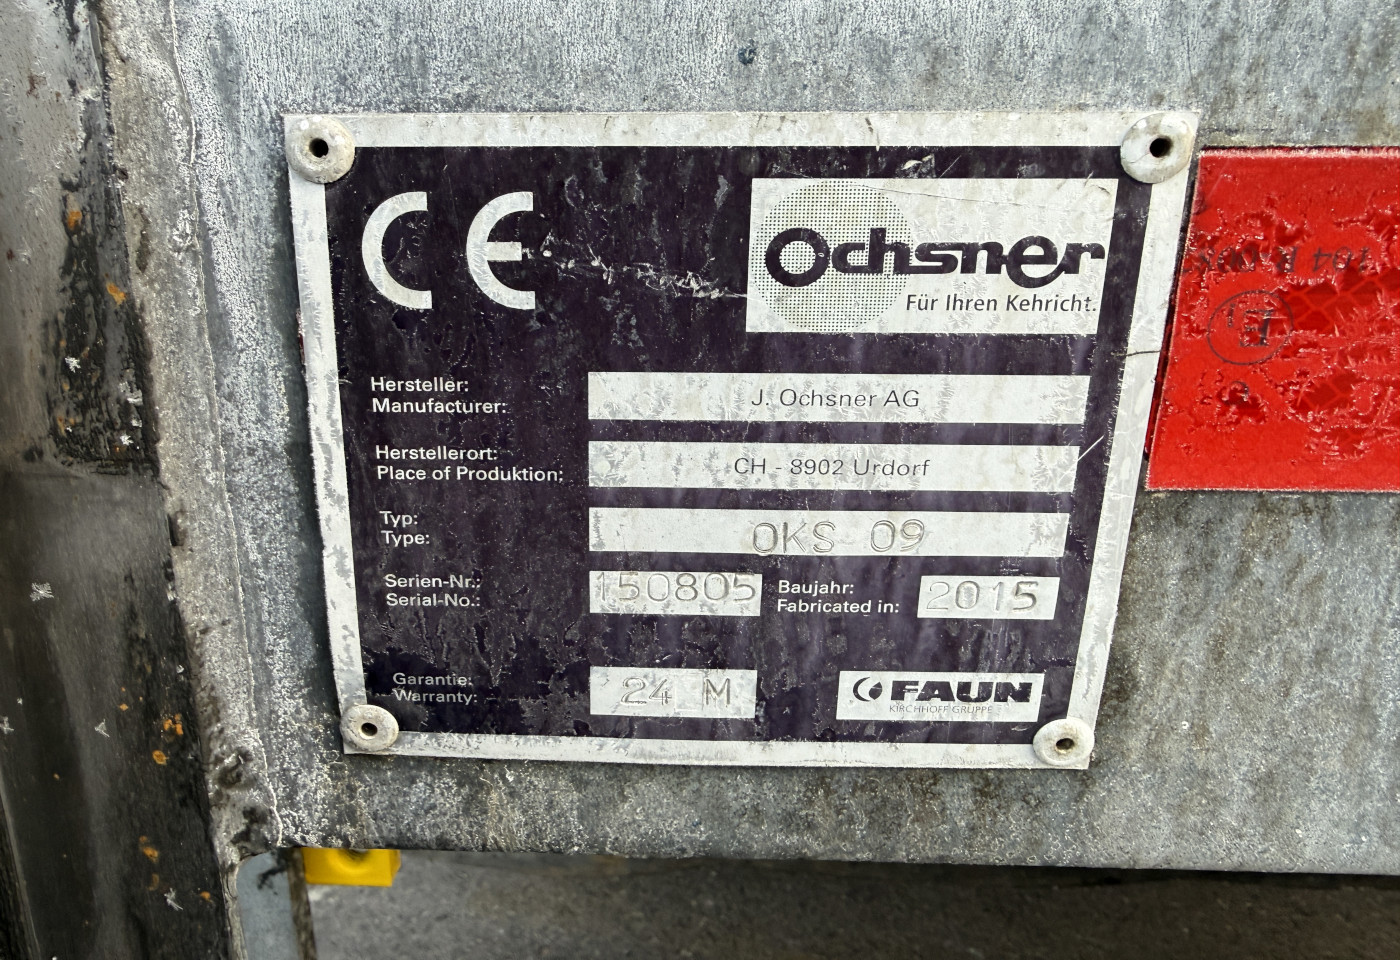 CE
Ochsner
Für Ihren Kehricht.
Hersteller:
Manufacturer:
J. Ochsner AG
Herstellerort:
Place of Produktion:
CH - 8902 Urdorf
Typ:
Type:
OKS 09
Serien-Nr.:
Serial-No.:
150805
Baujahr:
Fabricated in:
2015
Garantie:
Warranty:
24 M
FAUN
KIRCHHOFF GRUPPE
104 R